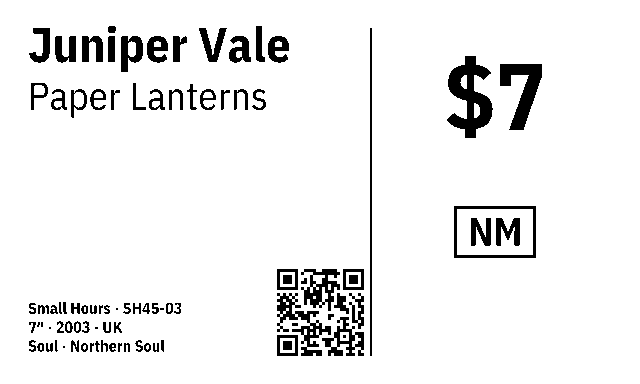 Juniper Vale
Paper Lanterns
$7
NM
Small Hours · SH45-03
7" · 2003 · UK
Soul · Northern Soul